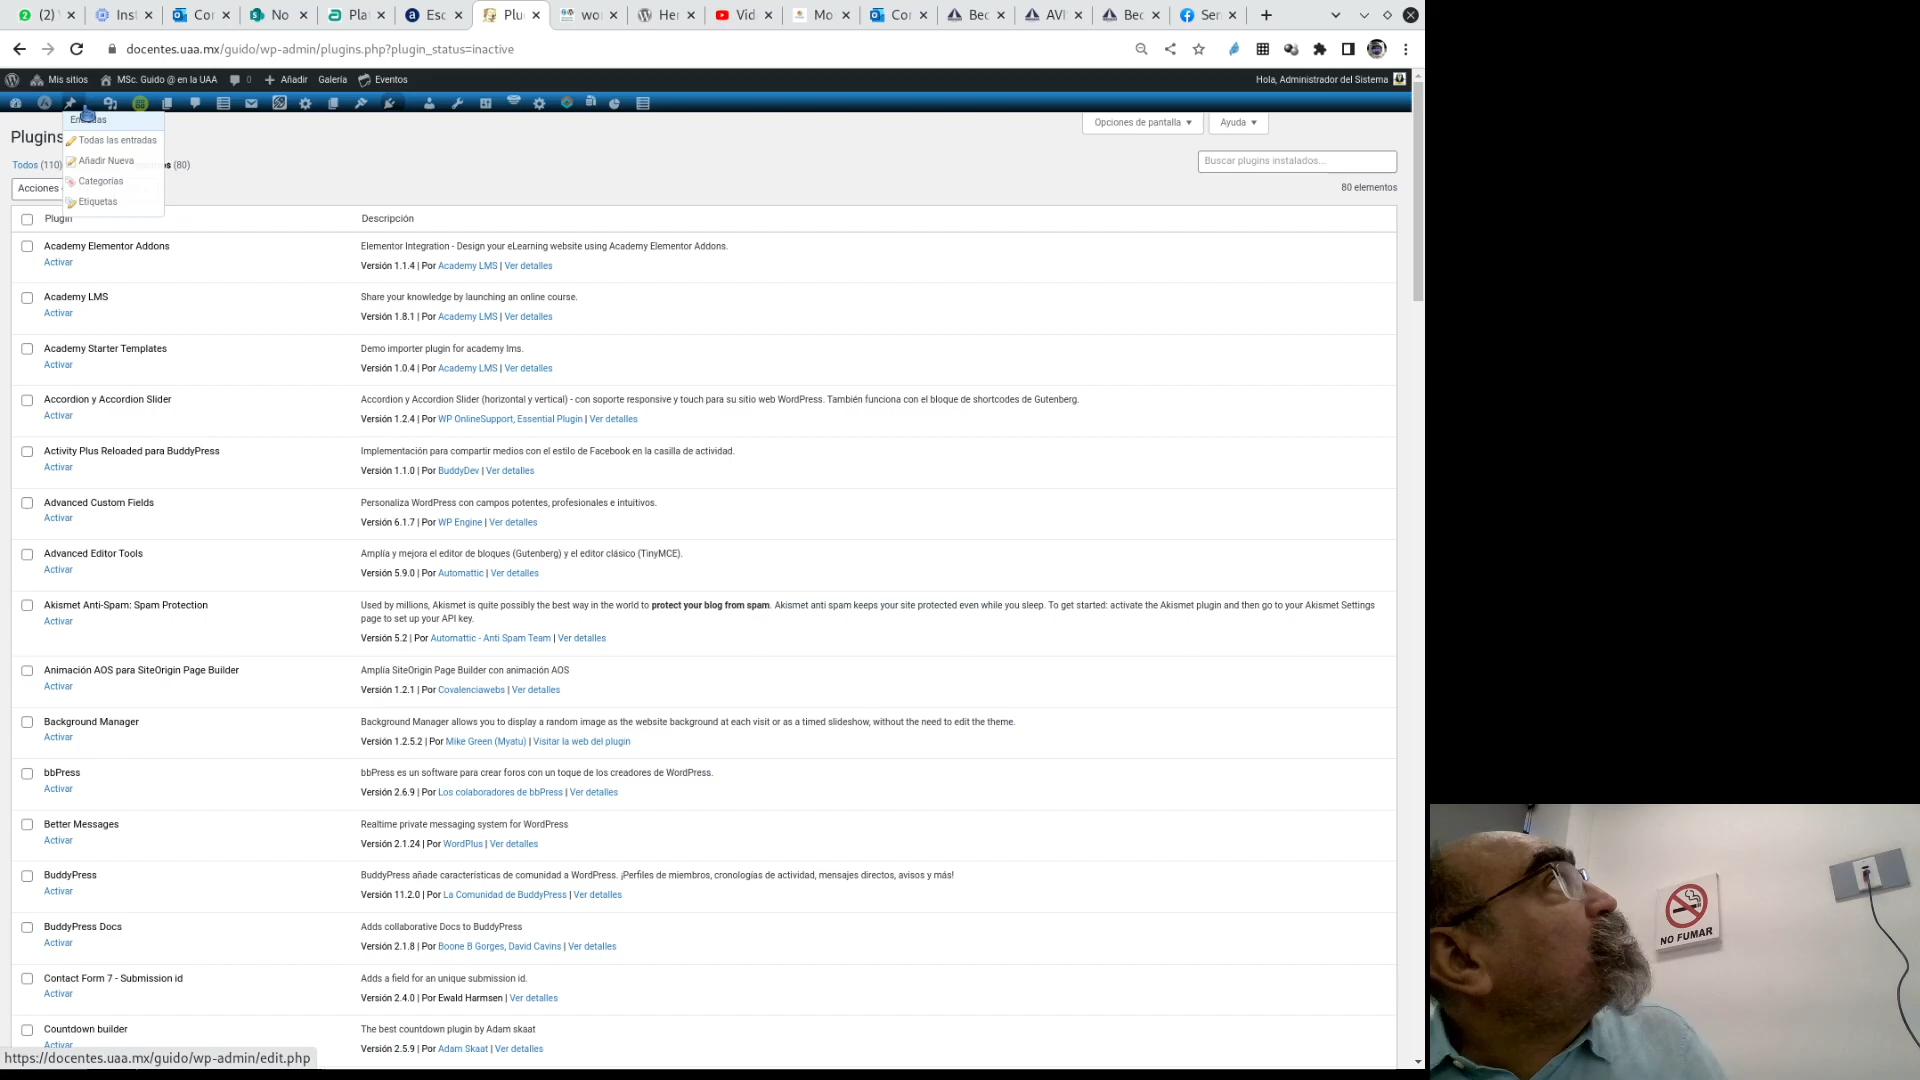 (2)
Inst
Cor
No
Pla
Esc
Plu
wo
Her
Vid
Mo
Co
Bec
AVI
Bec
Ser
docentes.uaa.mx/guido/wp-admin/plugins.php?plugin_status=inactive
Mis sitios
MSc. Guido @ en la UAA
0
Añadir
Galería
Eventos
Hola, Administrador del Sistema
Entradas
Todas las entradas
Añadir Nueva
Categorías
Etiquetas
Plugins
Opciones de pantalla
Ayuda
Todos (110)
(80)
Buscar plugins instalados...
Acciones
80 elementos
Plugin
Descripción
Academy Elementor Addons
Activar
Elementor Integration - Design your eLearning website using Academy Elementor Addons.
Versión 1.1.4 | Por Academy LMS | Ver detalles
Academy LMS
Activar
Share your knowledge by launching an online course.
Versión 1.8.1 | Por Academy LMS | Ver detalles
Academy Starter Templates
Activar
Demo importer plugin for academy lms.
Versión 1.0.4 | Por Academy LMS | Ver detalles
Accordion y Accordion Slider
Activar
Accordion y Accordion Slider (horizontal y vertical) - con soporte responsive y touch para su sitio web WordPress. También funciona con el bloque de shortcodes de Gutenberg.
Versión 1.2.4 | Por WP OnlineSupport, Essential Plugin | Ver detalles
Activity Plus Reloaded para BuddyPress
Activar
Implementación para compartir medios con el estilo de Facebook en la casilla de actividad.
Versión 1.1.0 | Por BuddyDev | Ver detalles
Advanced Custom Fields
Activar
Personaliza WordPress con campos potentes, profesionales e intuitivos.
Versión 6.1.7 | Por WP Engine | Ver detalles
Advanced Editor Tools
Activar
Amplía y mejora el editor de bloques (Gutenberg) y el editor clásico (TinyMCE).
Versión 5.9.0 | Por Automattic | Ver detalles
Akismet Anti-Spam: Spam Protection
Activar
Used by millions, Akismet is quite possibly the best way in the world to protect your blog from spam. Akismet anti spam keeps your site protected even while you sleep. To get started: activate the Akismet plugin and then go to your Akismet Settings
page to set up your API key.
Versión 5.2 | Por Automattic - Anti Spam Team | Ver detalles
Animación AOS para SiteOrigin Page Builder
Activar
Amplía SiteOrigin Page Builder con animación AOS
Versión 1.2.1 | Por Covalenciawebs | Ver detalles
Background Manager
Activar
Background Manager allows you to display a random image as the website background at each visit or as a timed slideshow, without the need to edit the theme.
Versión 1.2.5.2 | Por Mike Green (Myatu) | Visitar la web del plugin
bbPress
Activar
bbPress es un software para crear foros con un toque de los creadores de WordPress.
Versión 2.6.9 | Por Los colaboradores de bbPress | Ver detalles
Better Messages
Activar
Realtime private messaging system for WordPress
Versión 2.1.24 | Por WordPlus | Ver detalles
BuddyPress
Activar
BuddyPress añade características de comunidad a WordPress. ¡Perfiles de miembros, cronologías de actividad, mensajes directos, avisos y más!
Versión 11.2.0 | Por La Comunidad de BuddyPress | Ver detalles
BuddyPress Docs
Activar
Adds collaborative Docs to BuddyPress
Versión 2.1.8 | Por Boone B Gorges, David Cavins | Ver detalles
Contact Form 7 - Submission id
Activar
Adds a field for an unique submission id.
Versión 2.4.0 | Por Ewald Harmsen | Ver detalles
Countdown builder
Activar
The best countdown plugin by Adam skaat
Versión 2.5.9 | Por Adam Skaat | Ver detalles
https://docentes.uaa.mx/guido/wp-admin/edit.php
NO FUMAR